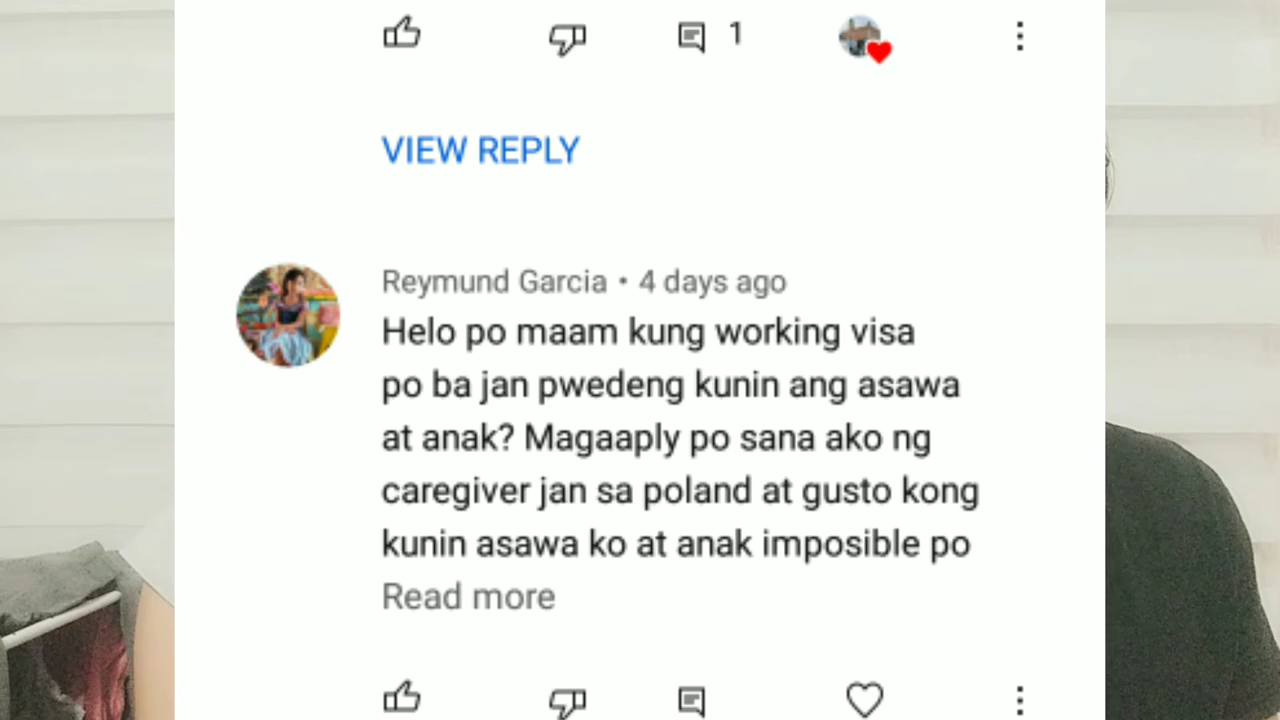 1
VIEW REPLY
Reymund Garcia • 4 days ago
Helo po maam kung working visa
po ba jan pwedeng kunin ang asawa
at anak? Magaaply po sana ako ng
caregiver jan sa poland at gusto kong
kunin asawa ko at anak imposible po
Read more